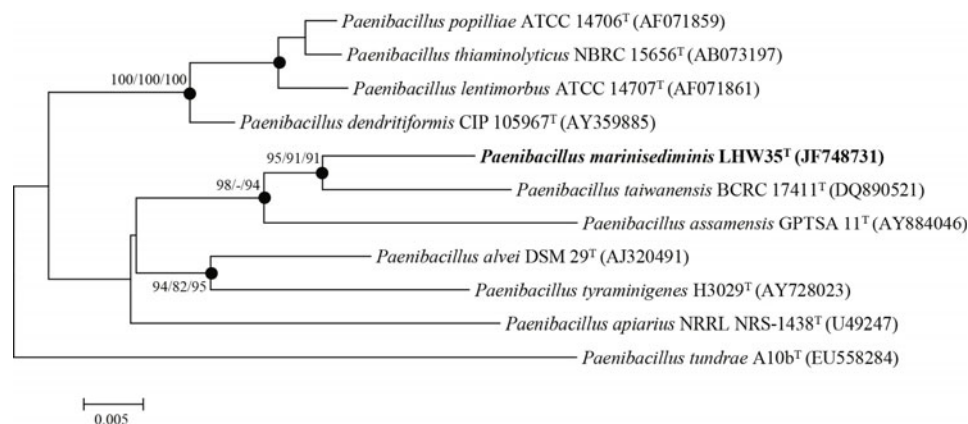 Paenibacillus popilliae ATCC 14706ᵀ (AF071859)
Paenibacillus thiaminolyticus NBRC 15656ᵀ (AB073197)
100/100/100
Paenibacillus lentimorbus ATCC 14707ᵀ (AF071861)
Paenibacillus dendritiformis CIP 105967ᵀ (AY359885)
95/91/91
Paenibacillus marinisediminis LHW35ᵀ (JF748731)
98/-/94
Paenibacillus taiwanensis BCRC 17411ᵀ (DQ890521)
Paenibacillus assamensis GPTSA 11ᵀ (AY884046)
Paenibacillus alvei DSM 29ᵀ (AJ320491)
94/82/95
Paenibacillus tyraminigenes H3029ᵀ (AY728023)
Paenibacillus apiarius NRRL NRS-1438ᵀ (U49247)
Paenibacillus tundrae A10bᵀ (EU558284)
0.005